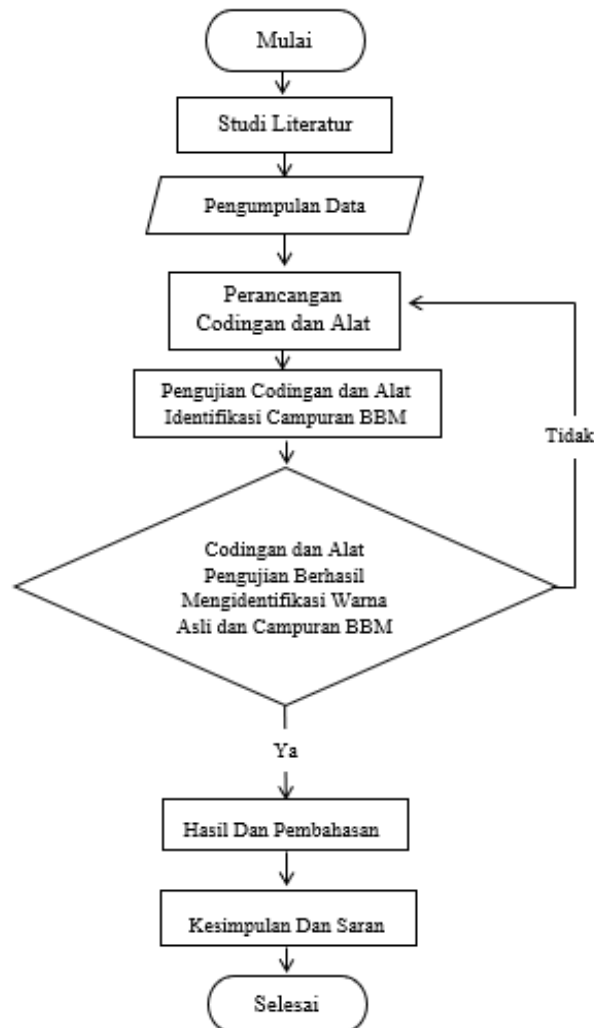 Mulai
Studi Literatur
Pengumpulan Data
Perancangan
Codingan dan Alat
Pengujian Codingan dan Alat
Identifikasi Campuran BBM
Tidak
Codingan dan Alat
Pengujian Berhasil
Mengidentifikasi Warna
Asli dan Campuran BBM
Ya
Hasil Dan Pembahasan
Kesimpulan Dan Saran
Selesai